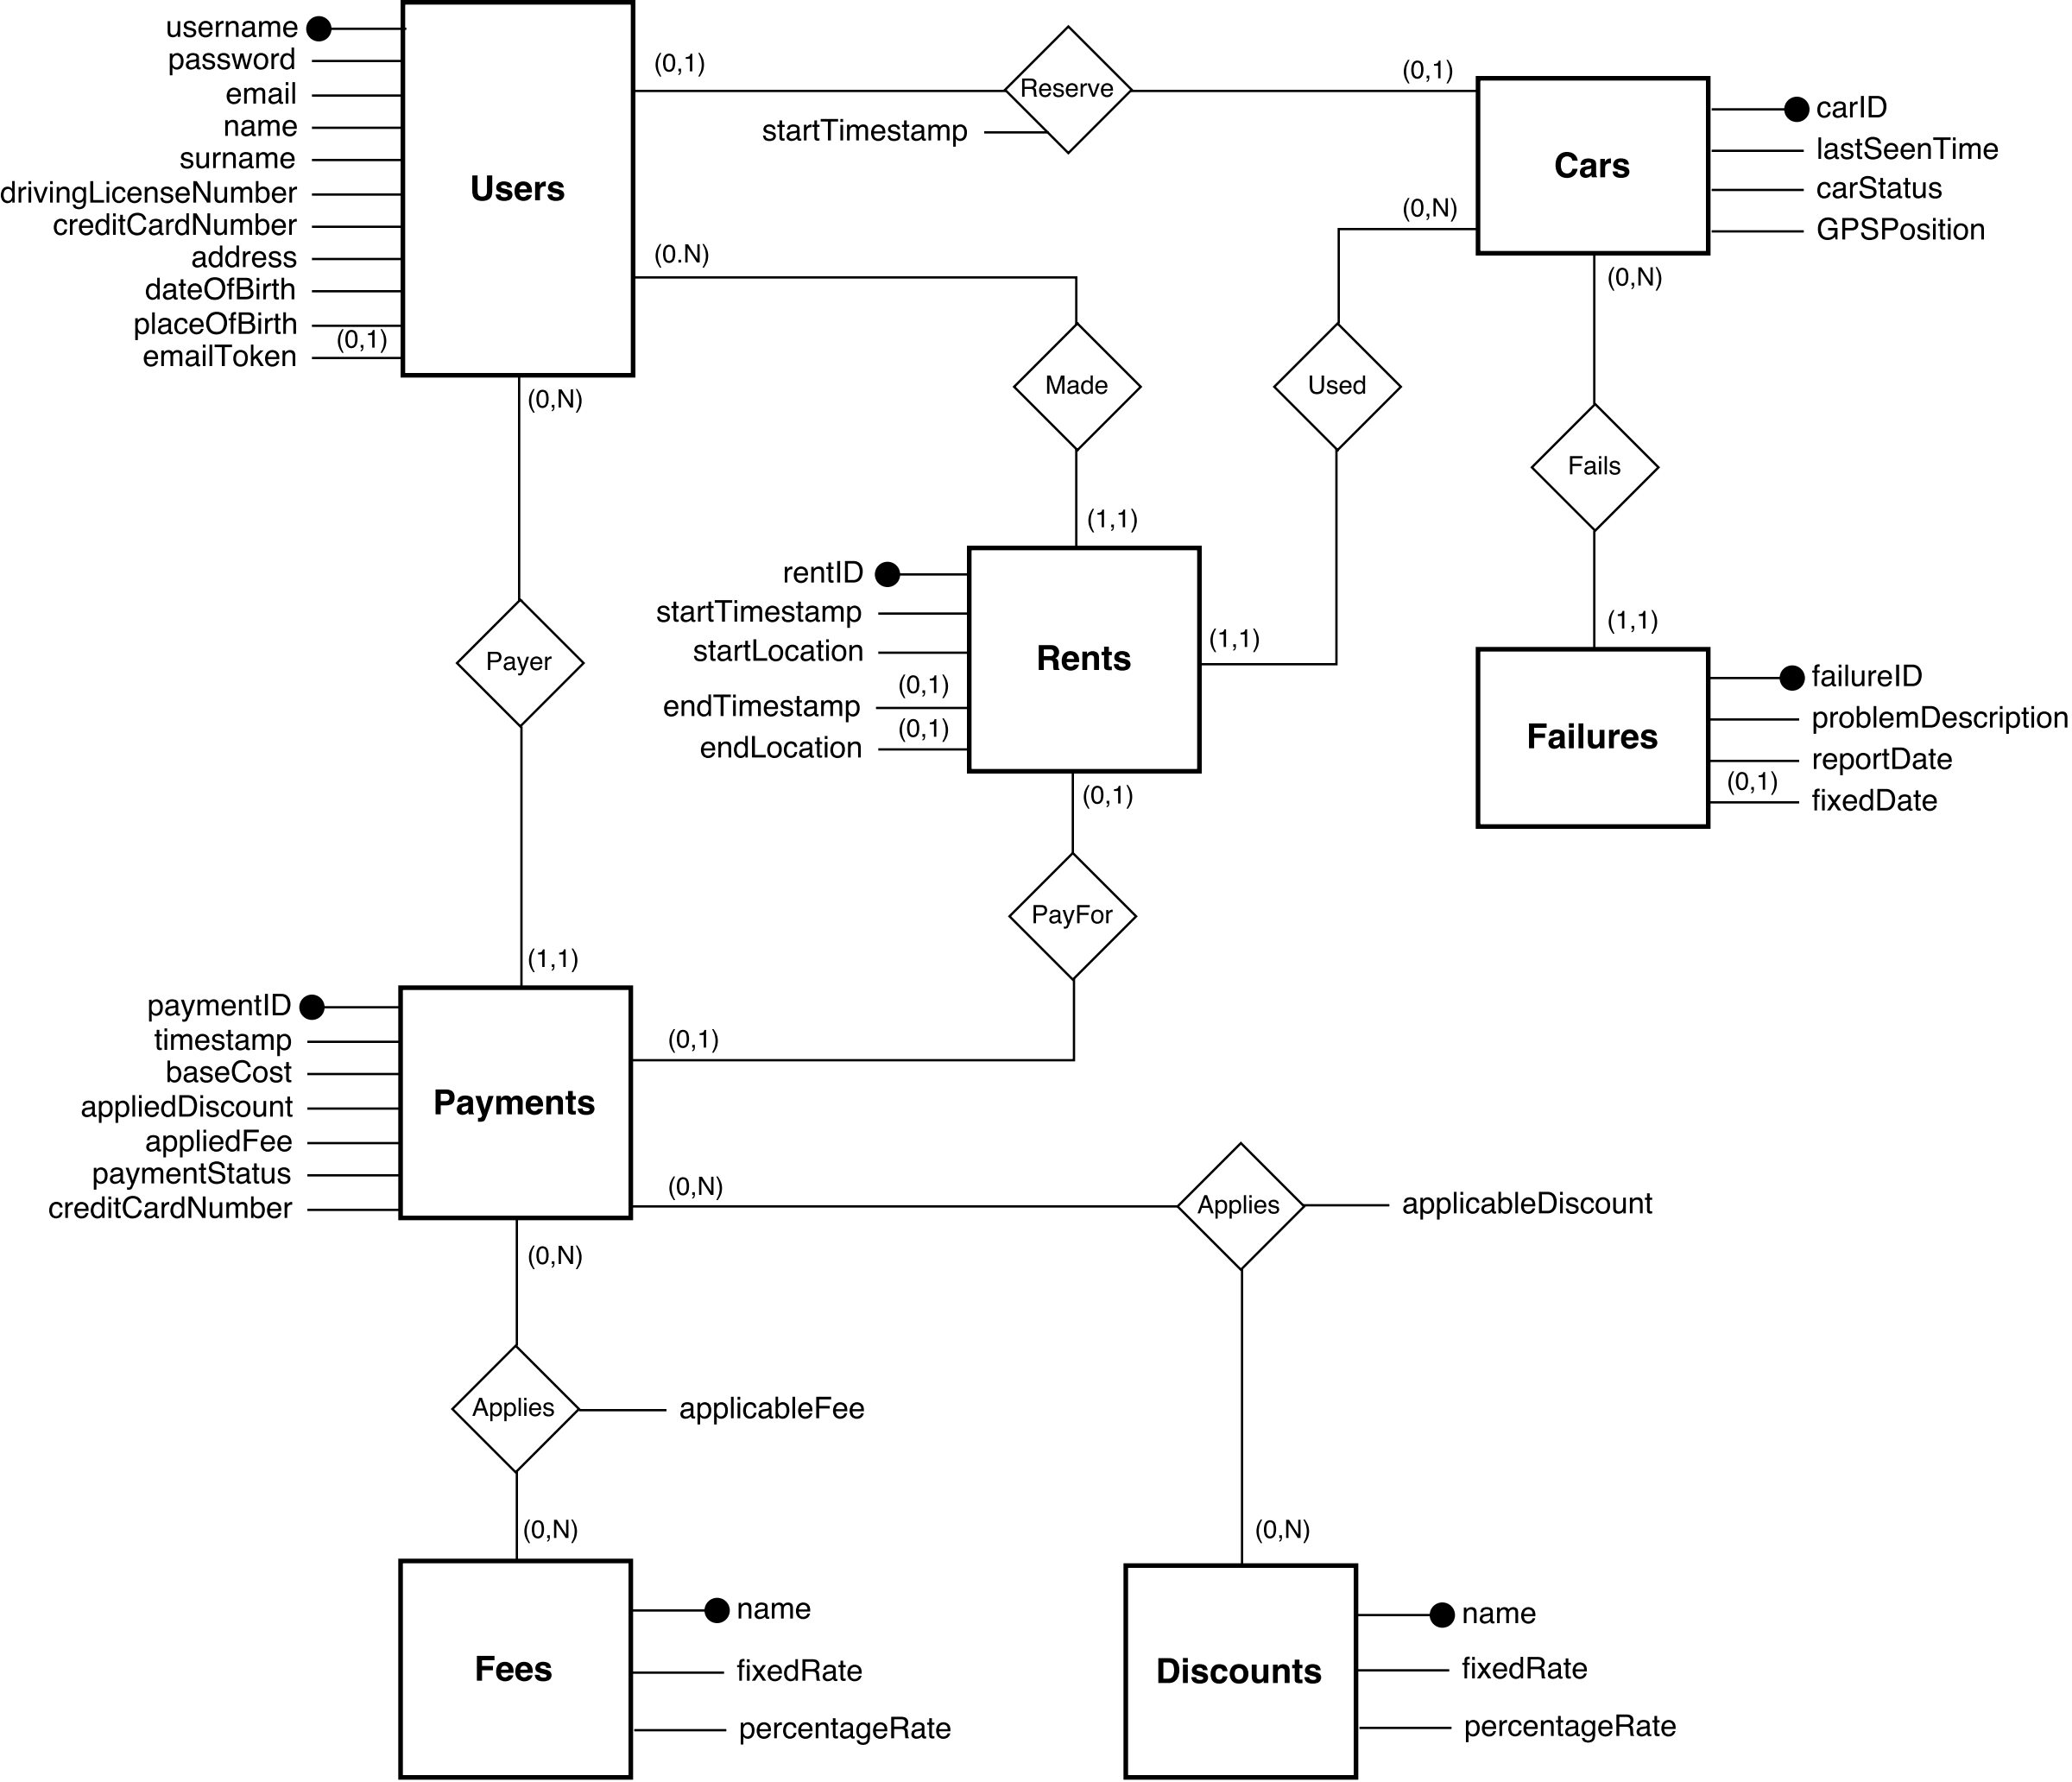 username
password
email
name
surname
drivingLicenseNumber
creditCardNumber
address
dateOfBirth
placeOfBirth
(0,1)
emailToken
Users
(0,1)
Reserve
startTimestamp
(0,1)
Cars
carID
lastSeenTime
carStatus
GPSPosition
(0.N)
(0,N)
(0,N)
(0,N)
Made
Used
Fails
(1,1)
(1,1)
(1,1)
Payer
rentID
startTimestamp
startLocation
(0,1)
endTimestamp
(0,1)
endLocation
Rents
Failures
failureID
problemDescription
reportDate
(0,1)
fixedDate
(0,1)
PayFor
(1,1)
(0,1)
paymentID
timestamp
baseCost
appliedDiscount
appliedFee
paymentStatus
creditCardNumber
Payments
(0,N)
Applies
applicableDiscount
(0,N)
Applies
applicableFee
(0,N)
(0,N)
Fees
name
fixedRate
percentageRate
Discounts
name
fixedRate
percentageRate